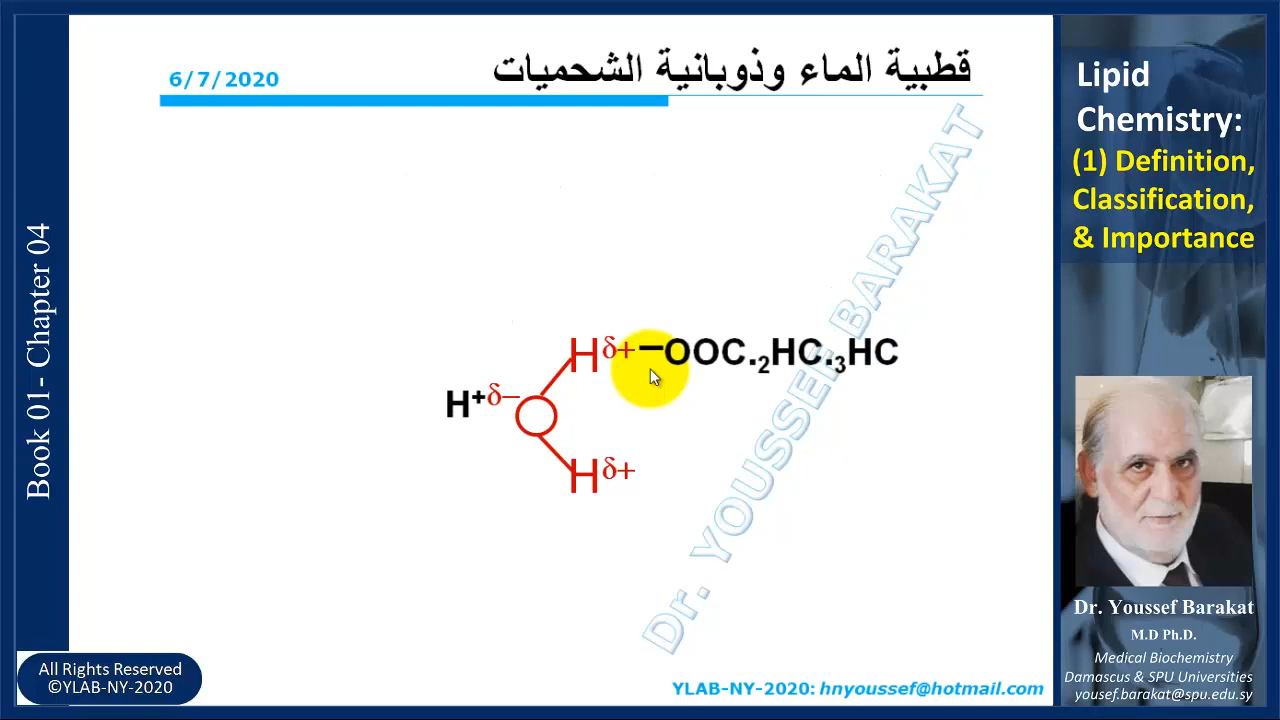 قطبية الماء وذوبانية الشحميات
6/7/2020
Book 01- Chapter 04
Lipid
Chemistry:
(1) Definition,
Classification,
& Importance
Hδ+ –OOC.₂HC.₃HC
H⁺δ–
Hδ+
Dr. YOUSSEF BARAKAT
Dr. Youssef Barakat
M.D Ph.D.
Medical Biochemistry
Damascus & SPU Universities
yousef.barakat@spu.edu.sy
All Rights Reserved
©YLAB-NY-2020
YLAB-NY-2020: hnyoussef@hotmail.com